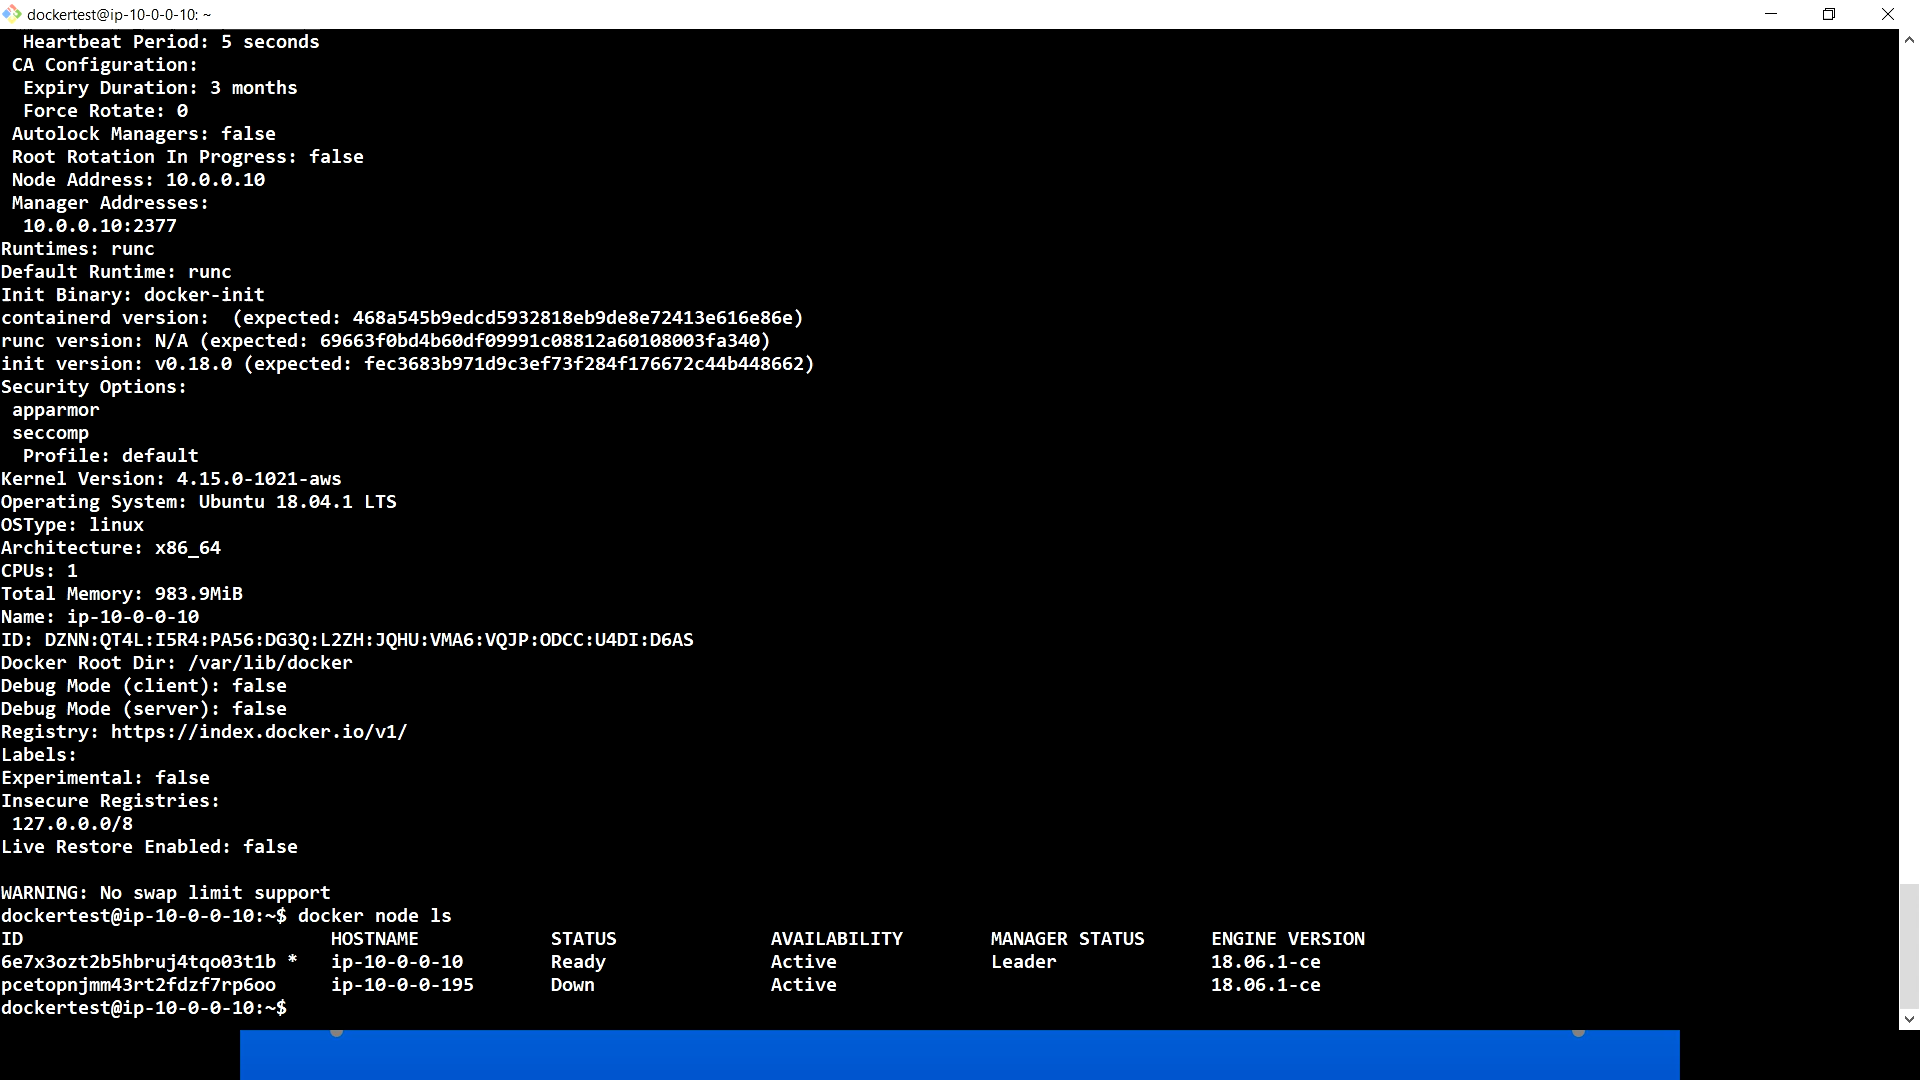 dockertest@ip-10-0-0-10: ~
Heartbeat Period: 5 seconds
CA Configuration:
Expiry Duration: 3 months
Force Rotate: 0
Autolock Managers: false
Root Rotation In Progress: false
Node Address: 10.0.0.10
Manager Addresses:
10.0.0.10:2377
Runtimes: runc
Default Runtime: runc
Init Binary: docker-init
containerd version:  (expected: 468a545b9edcd5932818eb9de8e72413e616e86e)
runc version: N/A (expected: 69663f0bd4b60df09991c08812a60108003fa340)
init version: v0.18.0 (expected: fec3683b971d9c3ef73f284f176672c44b448662)
Security Options:
apparmor
seccomp
Profile: default
Kernel Version: 4.15.0-1021-aws
Operating System: Ubuntu 18.04.1 LTS
OSType: linux
Architecture: x86_64
CPUs: 1
Total Memory: 983.9MiB
Name: ip-10-0-0-10
ID: DZNN:QT4L:I5R4:PA56:DG3Q:L2ZH:JQHU:VMA6:VQJP:ODCC:U4DI:D6AS
Docker Root Dir: /var/lib/docker
Debug Mode (client): false
Debug Mode (server): false
Registry: https://index.docker.io/v1/
Labels:
Experimental: false
Insecure Registries:
127.0.0.0/8
Live Restore Enabled: false
WARNING: No swap limit support
dockertest@ip-10-0-0-10:~$ docker node ls
ID HOSTNAME STATUS AVAILABILITY MANAGER STATUS ENGINE VERSION
6e7x3ozt2b5hbruj4tqo03t1b * ip-10-0-0-10 Ready Active Leader 18.06.1-ce
pcetopnjmm43rt2fdzf7rp6oo ip-10-0-0-195 Down Active 18.06.1-ce
dockertest@ip-10-0-0-10:~$